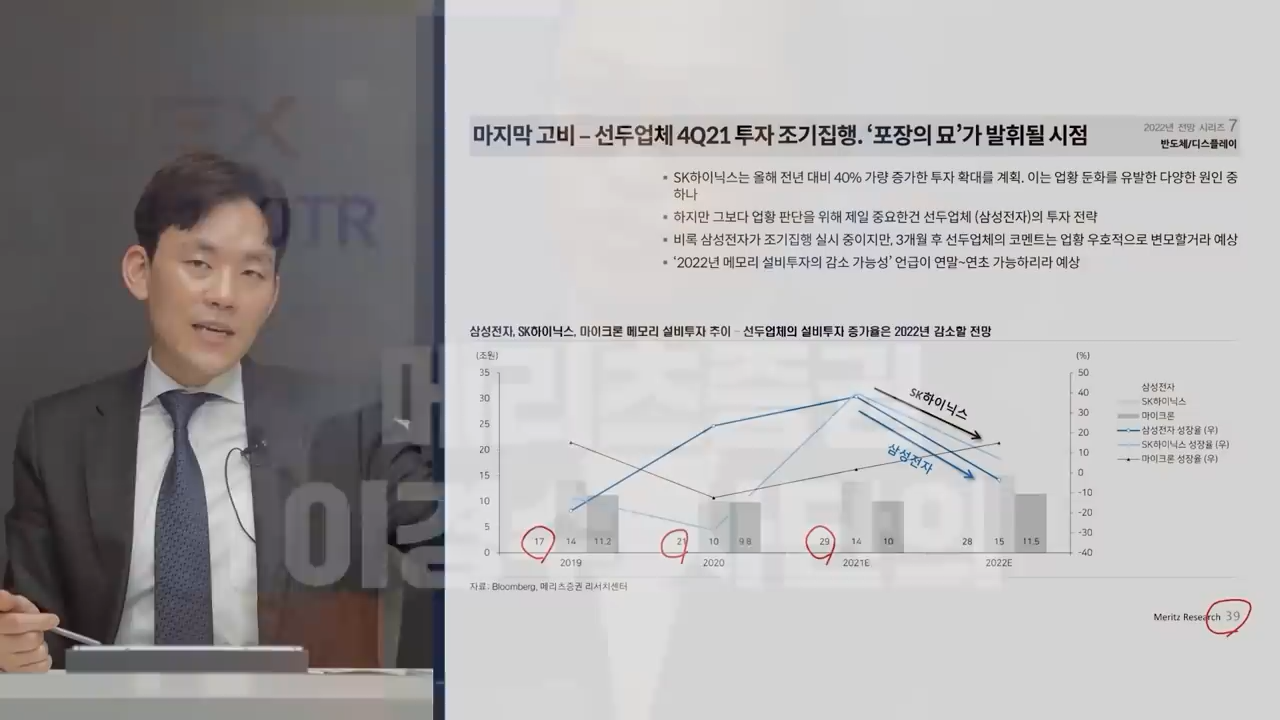 마지막 고비 – 선두업체 4Q21 투자 조기집행. ‘포장의 묘’가 발휘될 시점
2022년 전망 시리즈 7
반도체/디스플레이
▪ SK하이닉스는 올해 전년 대비 40% 가량 증가한 투자 확대를 계획. 이는 업황 둔화를 유발한 다양한 원인 중
하나
▪ 하지만 그보다 업황 판단을 위해 제일 중요한건 선두업체 (삼성전자)의 투자 전략
▪ 비록 삼성전자가 조기집행 실시 중이지만, 3개월 후 선두업체의 코멘트는 업황 우호적으로 변모할거라 예상
▪ ‘2022년 메모리 설비투자의 감소 가능성’ 언급이 연말~연초 가능하리라 예상
삼성전자, SK하이닉스, 마이크론 메모리 설비투자 추이 – 선두업체의 설비투자 증가율은 2022년 감소할 전망
(조원)
(%)
35
30
25
20
15
10
5
0
50
40
30
20
10
0
-10
-20
-30
-40
SK하이닉스
삼성전자
17 14 11.2
21 10 9.8
29 14 10
28 15 11.5
2019 2020 2021E 2022E
삼성전자
SK하이닉스
마이크론
삼성전자 성장율 (우)
SK하이닉스 성장율 (우)
마이크론 성장율 (우)
자료: Bloomberg, 메리츠증권 리서치센터
Meritz Research 39
메리츠증권
TR